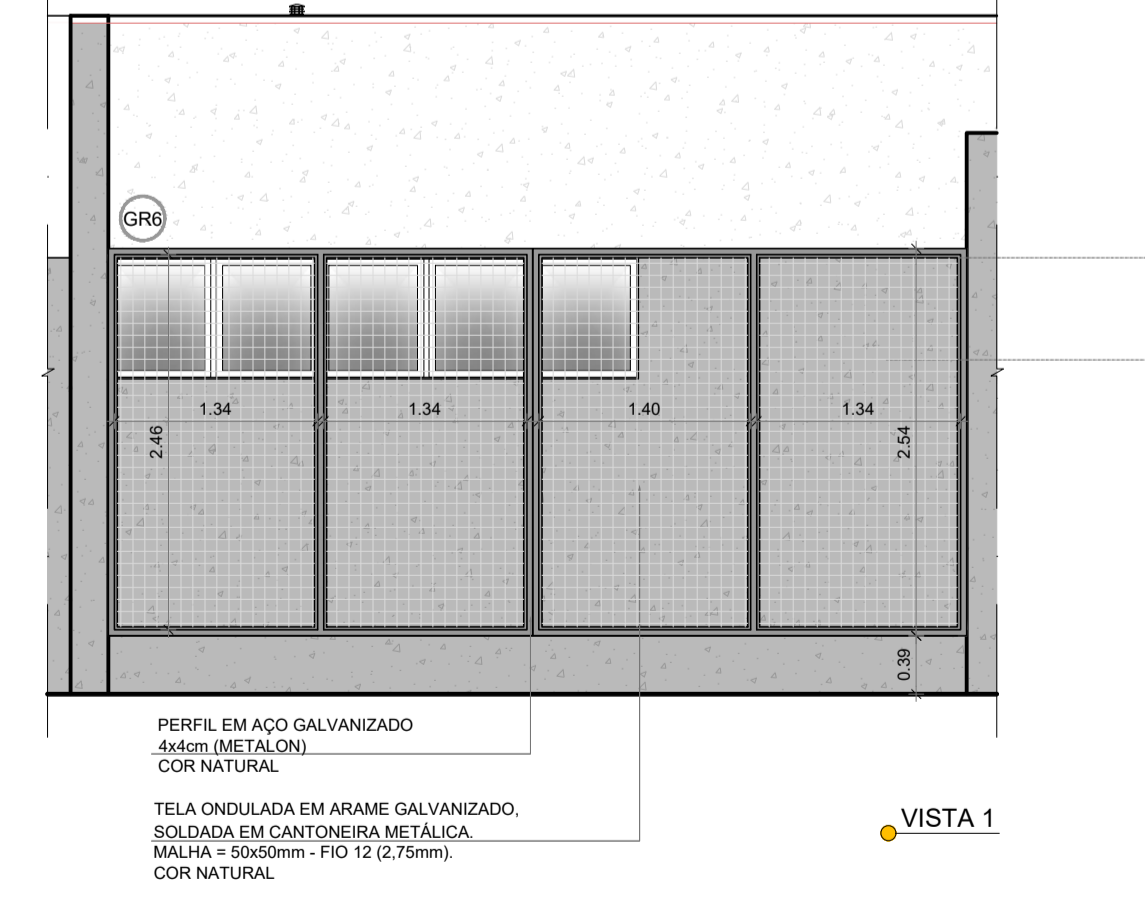 GR6
1.34
1.34
1.40
1.34
2.46
2.54
0.39
PERFIL EM AÇO GALVANIZADO
4x4cm (METALON)
COR NATURAL
TELA ONDULADA EM ARAME GALVANIZADO,
SOLDADA EM CANTONEIRA METÁLICA.
MALHA = 50x50mm - FIO 12 (2,75mm).
COR NATURAL
VISTA 1